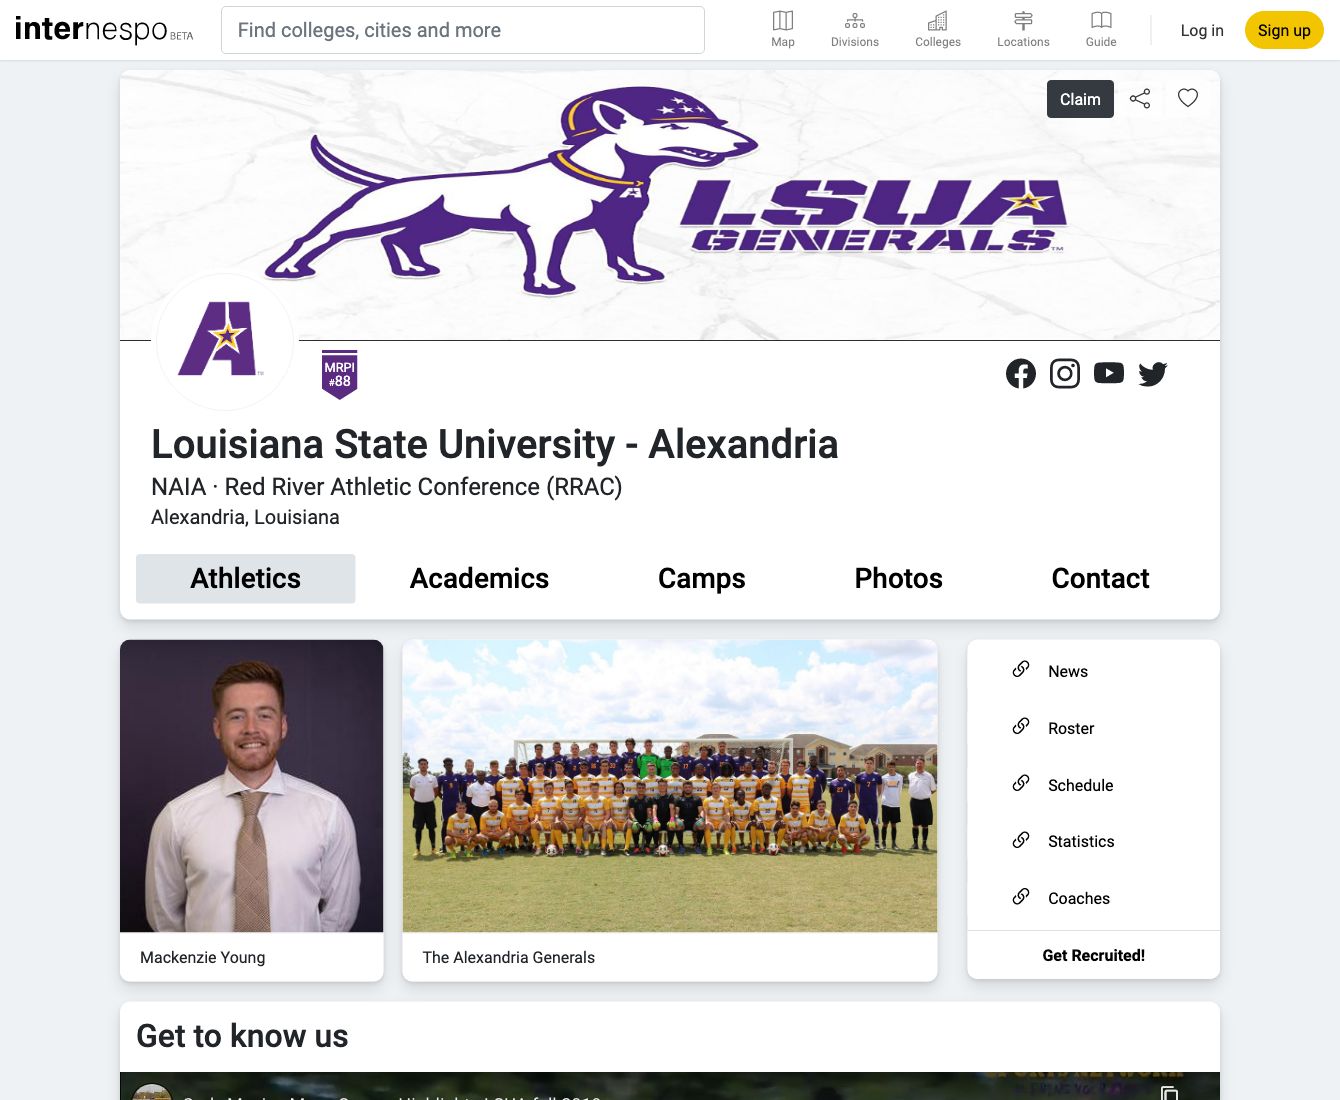 internespo BETA
Find colleges, cities and more
Map
Divisions
Colleges
Locations
Guide
Log in
Sign up
Claim
LSUA
GENERALS™
A
A™
MRPI
#88
Louisiana State University - Alexandria
NAIA · Red River Athletic Conference (RRAC)
Alexandria, Louisiana
Athletics
Academics
Camps
Photos
Contact
News
Roster
Schedule
Statistics
Coaches
Get Recruited!
Mackenzie Young
The Alexandria Generals
Get to know us